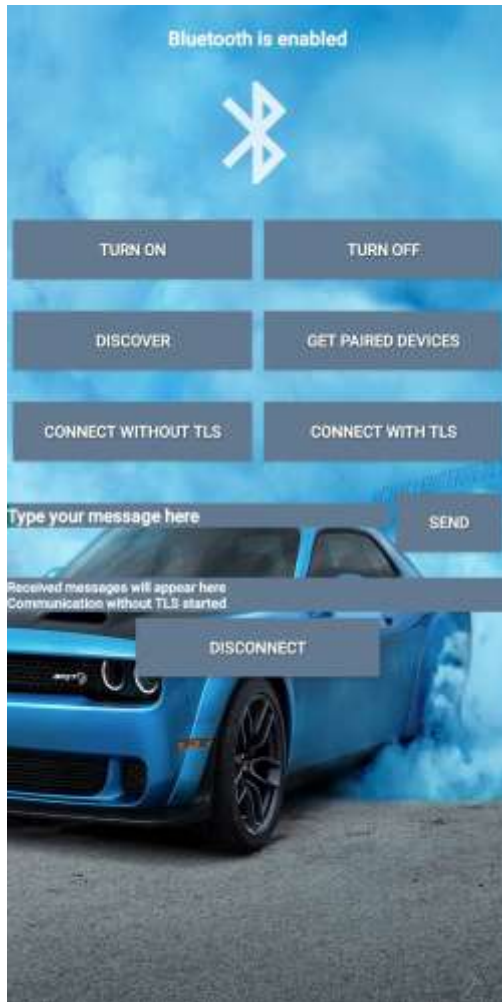 Bluetooth is enabled
TURN ON
TURN OFF
DISCOVER
GET PAIRED DEVICES
CONNECT WITHOUT TLS
CONNECT WITH TLS
Type your message here
SEND
Received messages will appear here
Communication without TLS started
DISCONNECT